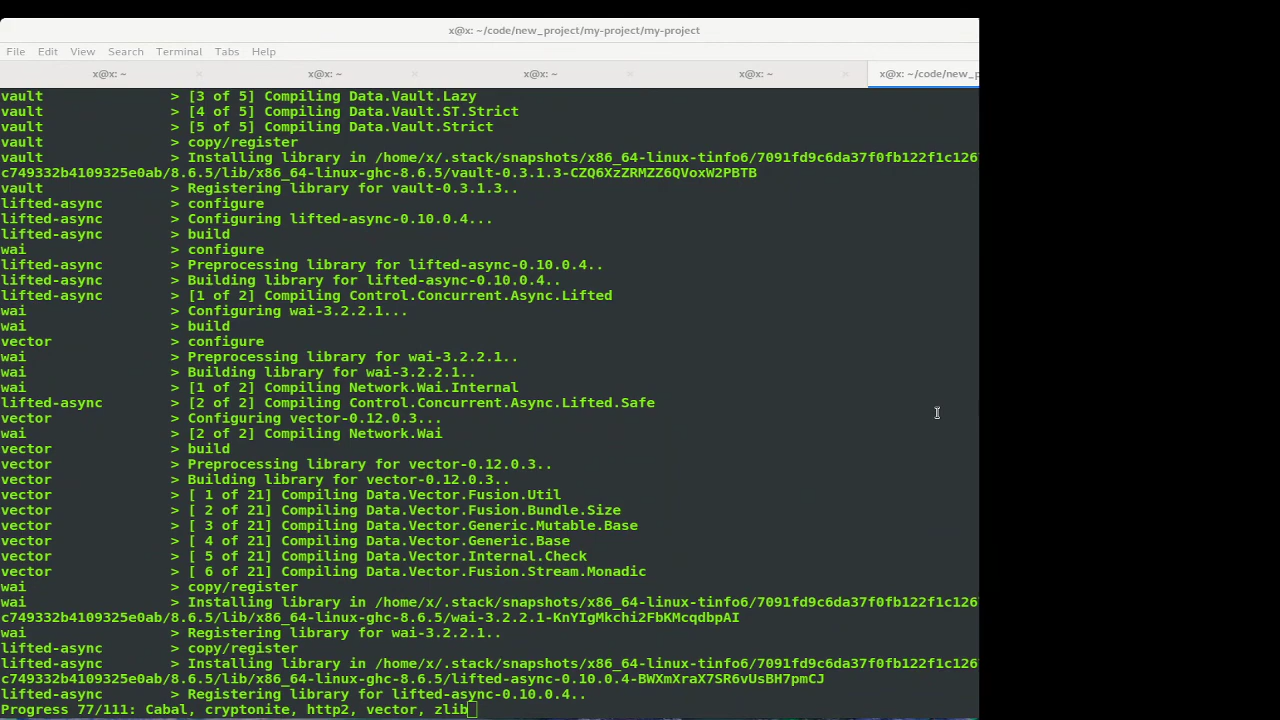 x@x: ~/code/new_project/my-project/my-project
File Edit View Search Terminal Tabs Help
x@x: ~ × x@x: ~ × x@x: ~ × x@x: ~ × x@x: ~/code/new_p
vault > [3 of 5] Compiling Data.Vault.Lazy
vault > [4 of 5] Compiling Data.Vault.ST.Strict
vault > [5 of 5] Compiling Data.Vault.Strict
vault > copy/register
vault > Installing library in /home/x/.stack/snapshots/x86_64-linux-tinfo6/7091fd9c6da37f0fb122f1c126
c749332b4109325e0ab/8.6.5/lib/x86_64-linux-ghc-8.6.5/vault-0.3.1.3-CZQ6XzZRMZZ6QVoxW2PBTB
vault > Registering library for vault-0.3.1.3..
lifted-async > configure
lifted-async > Configuring lifted-async-0.10.0.4...
lifted-async > build
wai > configure
lifted-async > Preprocessing library for lifted-async-0.10.0.4..
lifted-async > Building library for lifted-async-0.10.0.4..
lifted-async > [1 of 2] Compiling Control.Concurrent.Async.Lifted
wai > Configuring wai-3.2.2.1...
wai > build
vector > configure
wai > Preprocessing library for wai-3.2.2.1..
wai > Building library for wai-3.2.2.1..
wai > [1 of 2] Compiling Network.Wai.Internal
lifted-async > [2 of 2] Compiling Control.Concurrent.Async.Lifted.Safe
vector > Configuring vector-0.12.0.3...
wai > [2 of 2] Compiling Network.Wai
vector > build
vector > Preprocessing library for vector-0.12.0.3..
vector > Building library for vector-0.12.0.3..
vector > [ 1 of 21] Compiling Data.Vector.Fusion.Util
vector > [ 2 of 21] Compiling Data.Vector.Fusion.Bundle.Size
vector > [ 3 of 21] Compiling Data.Vector.Generic.Mutable.Base
vector > [ 4 of 21] Compiling Data.Vector.Generic.Base
vector > [ 5 of 21] Compiling Data.Vector.Internal.Check
vector > [ 6 of 21] Compiling Data.Vector.Fusion.Stream.Monadic
wai > copy/register
wai > Installing library in /home/x/.stack/snapshots/x86_64-linux-tinfo6/7091fd9c6da37f0fb122f1c126
c749332b4109325e0ab/8.6.5/lib/x86_64-linux-ghc-8.6.5/wai-3.2.2.1-KnYIgMkchi2FbKMcqdbpAI
wai > Registering library for wai-3.2.2.1..
lifted-async > copy/register
lifted-async > Installing library in /home/x/.stack/snapshots/x86_64-linux-tinfo6/7091fd9c6da37f0fb122f1c126
c749332b4109325e0ab/8.6.5/lib/x86_64-linux-ghc-8.6.5/lifted-async-0.10.0.4-BWXmXraX7SR6vUsBH7pmCJ
lifted-async > Registering library for lifted-async-0.10.0.4..
Progress 77/111: Cabal, cryptonite, http2, vector, zlib